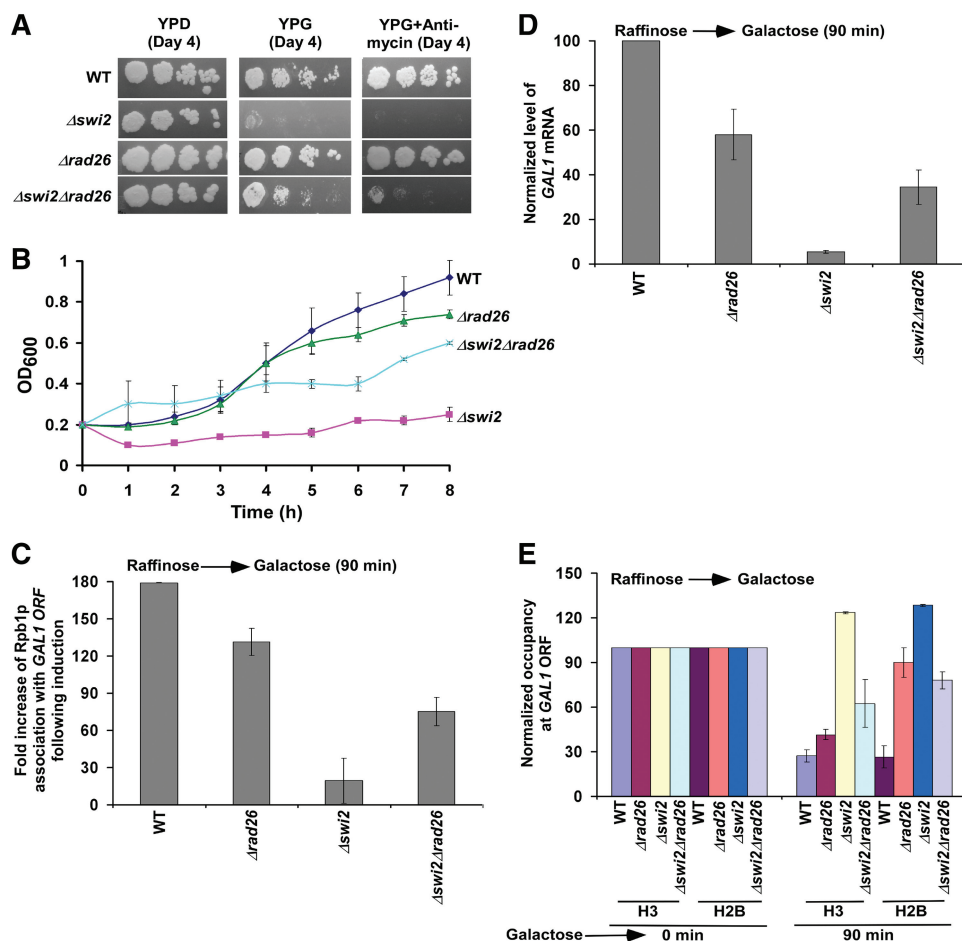 A
YPD
(Day 4)
YPG
(Day 4)
YPG+Anti-
mycin (Day 4)
WT
Δswi2
Δrad26
Δswi2Δrad26
B
OD600
1
0.8
0.6
0.4
0.2
0
0 1 2 3 4 5 6 7 8
Time (h)
WT
Δrad26
Δswi2Δrad26
Δswi2
C
Raffinose Galactose (90 min)
Fold increase of Rpb1p
association with GAL1 ORF
following induction
180
150
120
90
60
30
0
WT
Δrad26
Δswi2
Δswi2Δrad26
D
Raffinose Galactose (90 min)
Normalized level of
GAL1 mRNA
100
80
60
40
20
0
WT
Δrad26
Δswi2
Δswi2Δrad26
E
Raffinose Galactose
Normalized occupancy
at GAL1 ORF
150
120
90
60
30
0
WT
Δrad26
Δswi2
Δswi2Δrad26
WT
Δrad26
Δswi2
Δswi2Δrad26
WT
Δrad26
Δswi2
Δswi2Δrad26
WT
Δrad26
Δswi2
Δswi2Δrad26
H3 H2B H3 H2B
Galactose 0 min 90 min